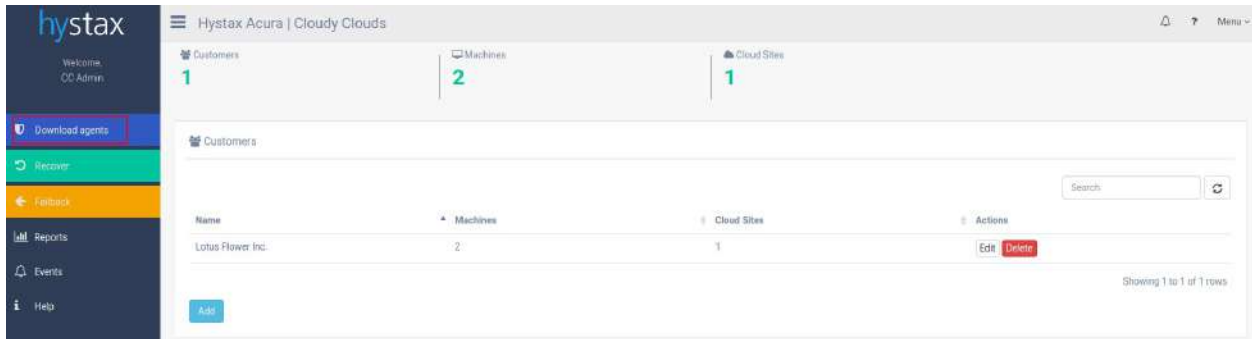 hystax
Hystax Acura | Cloudy Clouds
? Menu
Welcome,
CC Admin
Customers
1
Machines
2
Cloud Sites
1
Download agents
Recover
Failback
Reports
Events
i Help
Customers
Search
Name Machines Cloud Sites Actions
Lotus Flower Inc. 2 1 Edit Delete
Showing 1 to 1 of 1 rows
Add